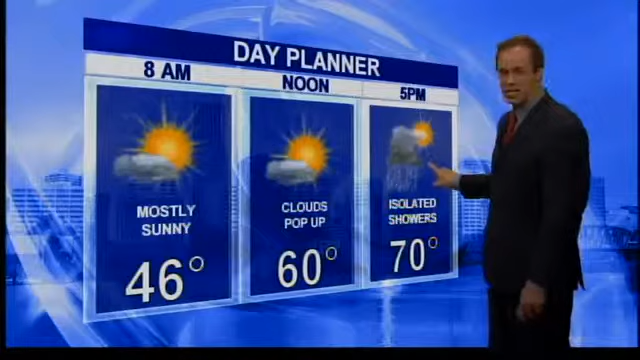 DAY PLANNER
8 AM
NOON
5PM
MOSTLY
SUNNY
46°
CLOUDS
POP UP
60°
ISOLATED
SHOWERS
70°